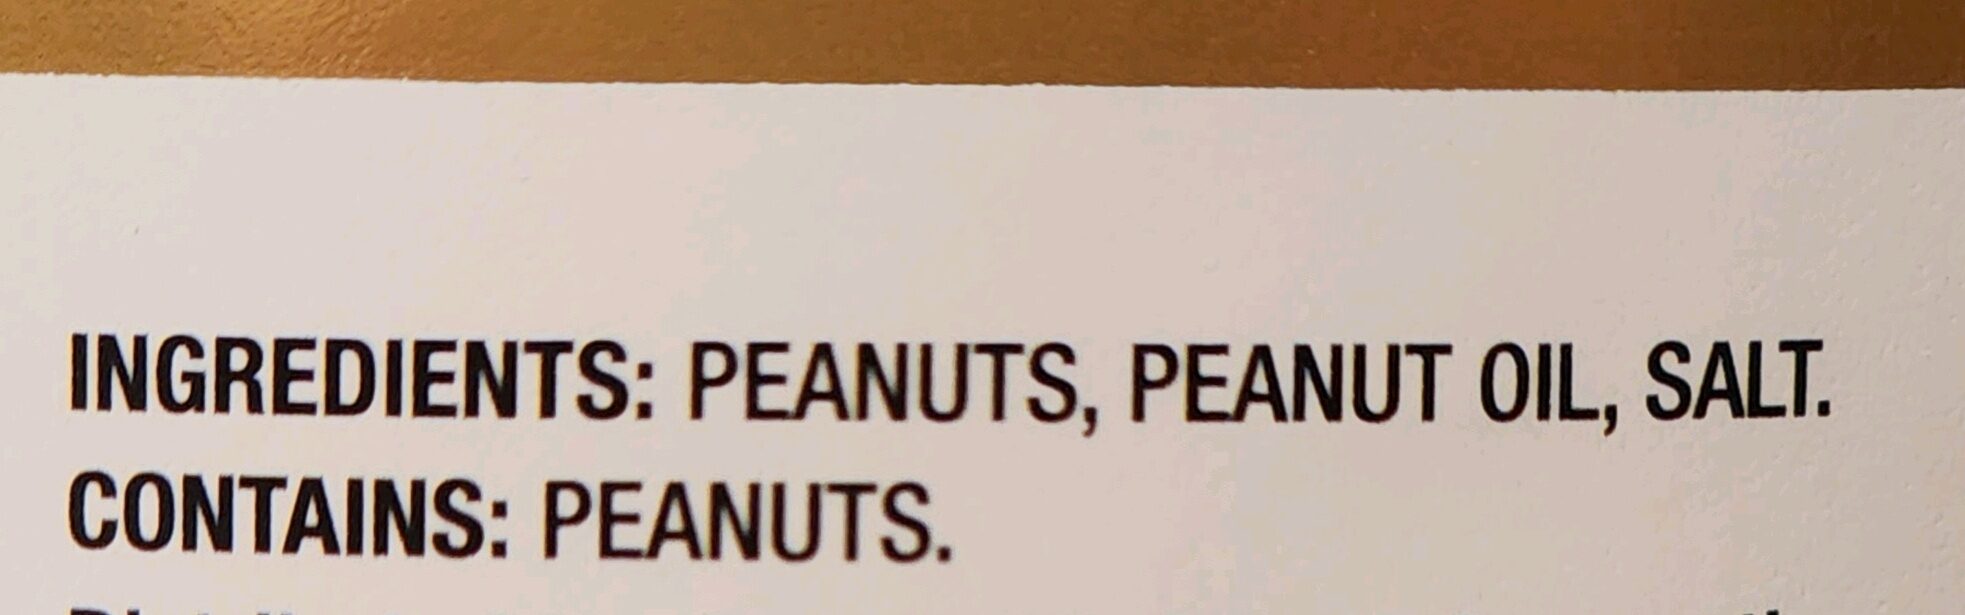 INGREDIENTS: PEANUTS, PEANUT OIL, SALT.
CONTAINS: PEANUTS.